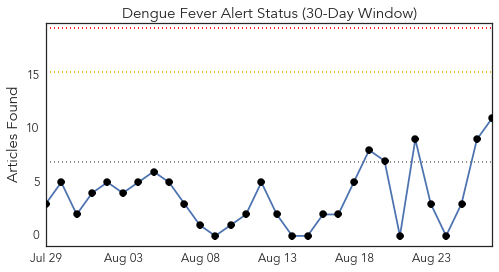 Dengue Fever Alert Status (30-Day Window)
Articles Found
15
10
5
0
Jul 29
Aug 03
Aug 08
Aug 13
Aug 18
Aug 23